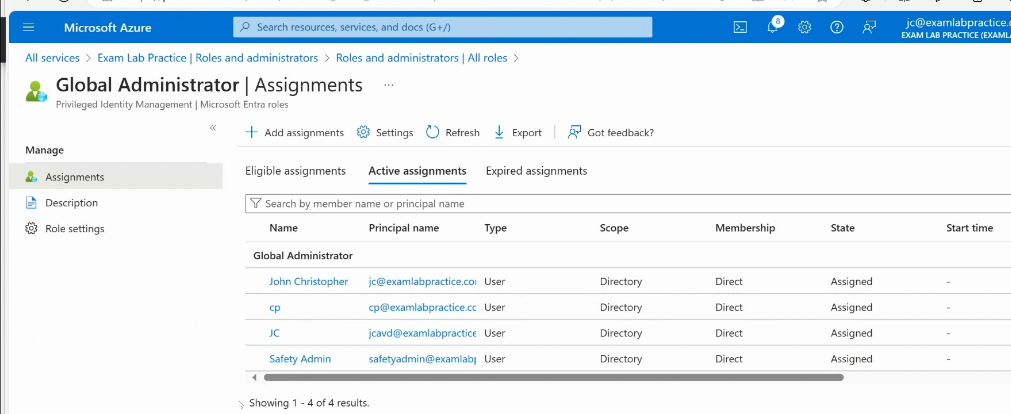 Microsoft Azure
Search resources, services, and docs (G+/)
8
jc@examlabpractice.c
EXAM LAB PRACTICE (EXAML
All services > Exam Lab Practice | Roles and administrators > Roles and administrators | All roles >
Global Administrator | Assignments ...
Privileged Identity Management | Microsoft Entra roles
«
Add assignments Settings Refresh Export Got feedback?
Manage
Assignments
Description
Role settings
Eligible assignments Active assignments Expired assignments
Search by member name or principal name
Name Principal name Type Scope Membership State Start time
Global Administrator
John Christopher jc@examlabpractice.co User Directory Direct Assigned -
cp cp@examlabpractice.cc User Directory Direct Assigned -
JC jcavd@examlabpractice User Directory Direct Assigned -
Safety Admin safetyadmin@examlab User Directory Direct Assigned -
Showing 1 - 4 of 4 results.